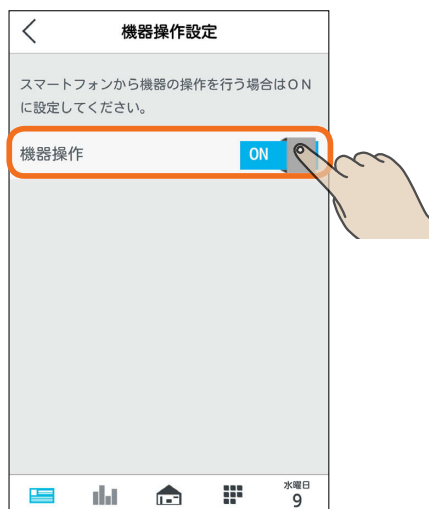 機器操作設定
スマートフォンから機器の操作を行う場合はＯＮ
に設定してください。
機器操作
ON
水曜日
9